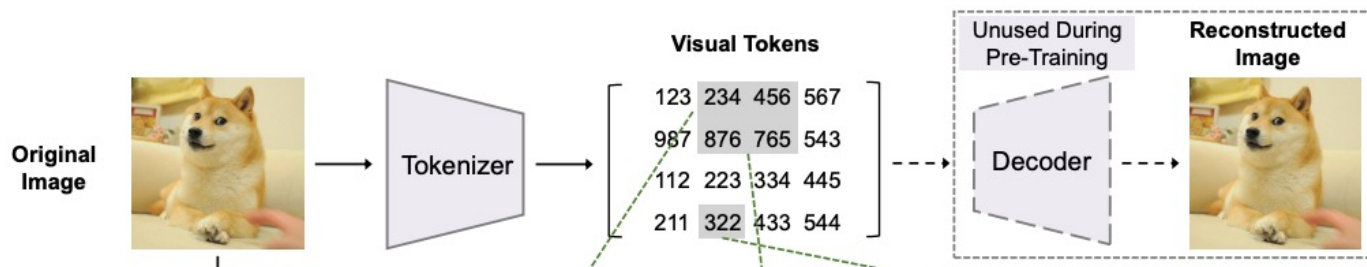 Original
Image
Tokenizer
Visual Tokens
123 234 456 567
987 876 765 543
112 223 334 445
211 322 433 544
Unused During
Pre-Training
Decoder
Reconstructed
Image